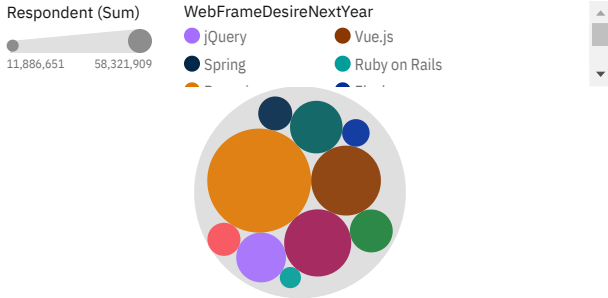 Respondent (Sum)
11,886,651 58,321,909
WebFrameDesireNextYear
jQuery Vue.js
Spring Ruby on Rails